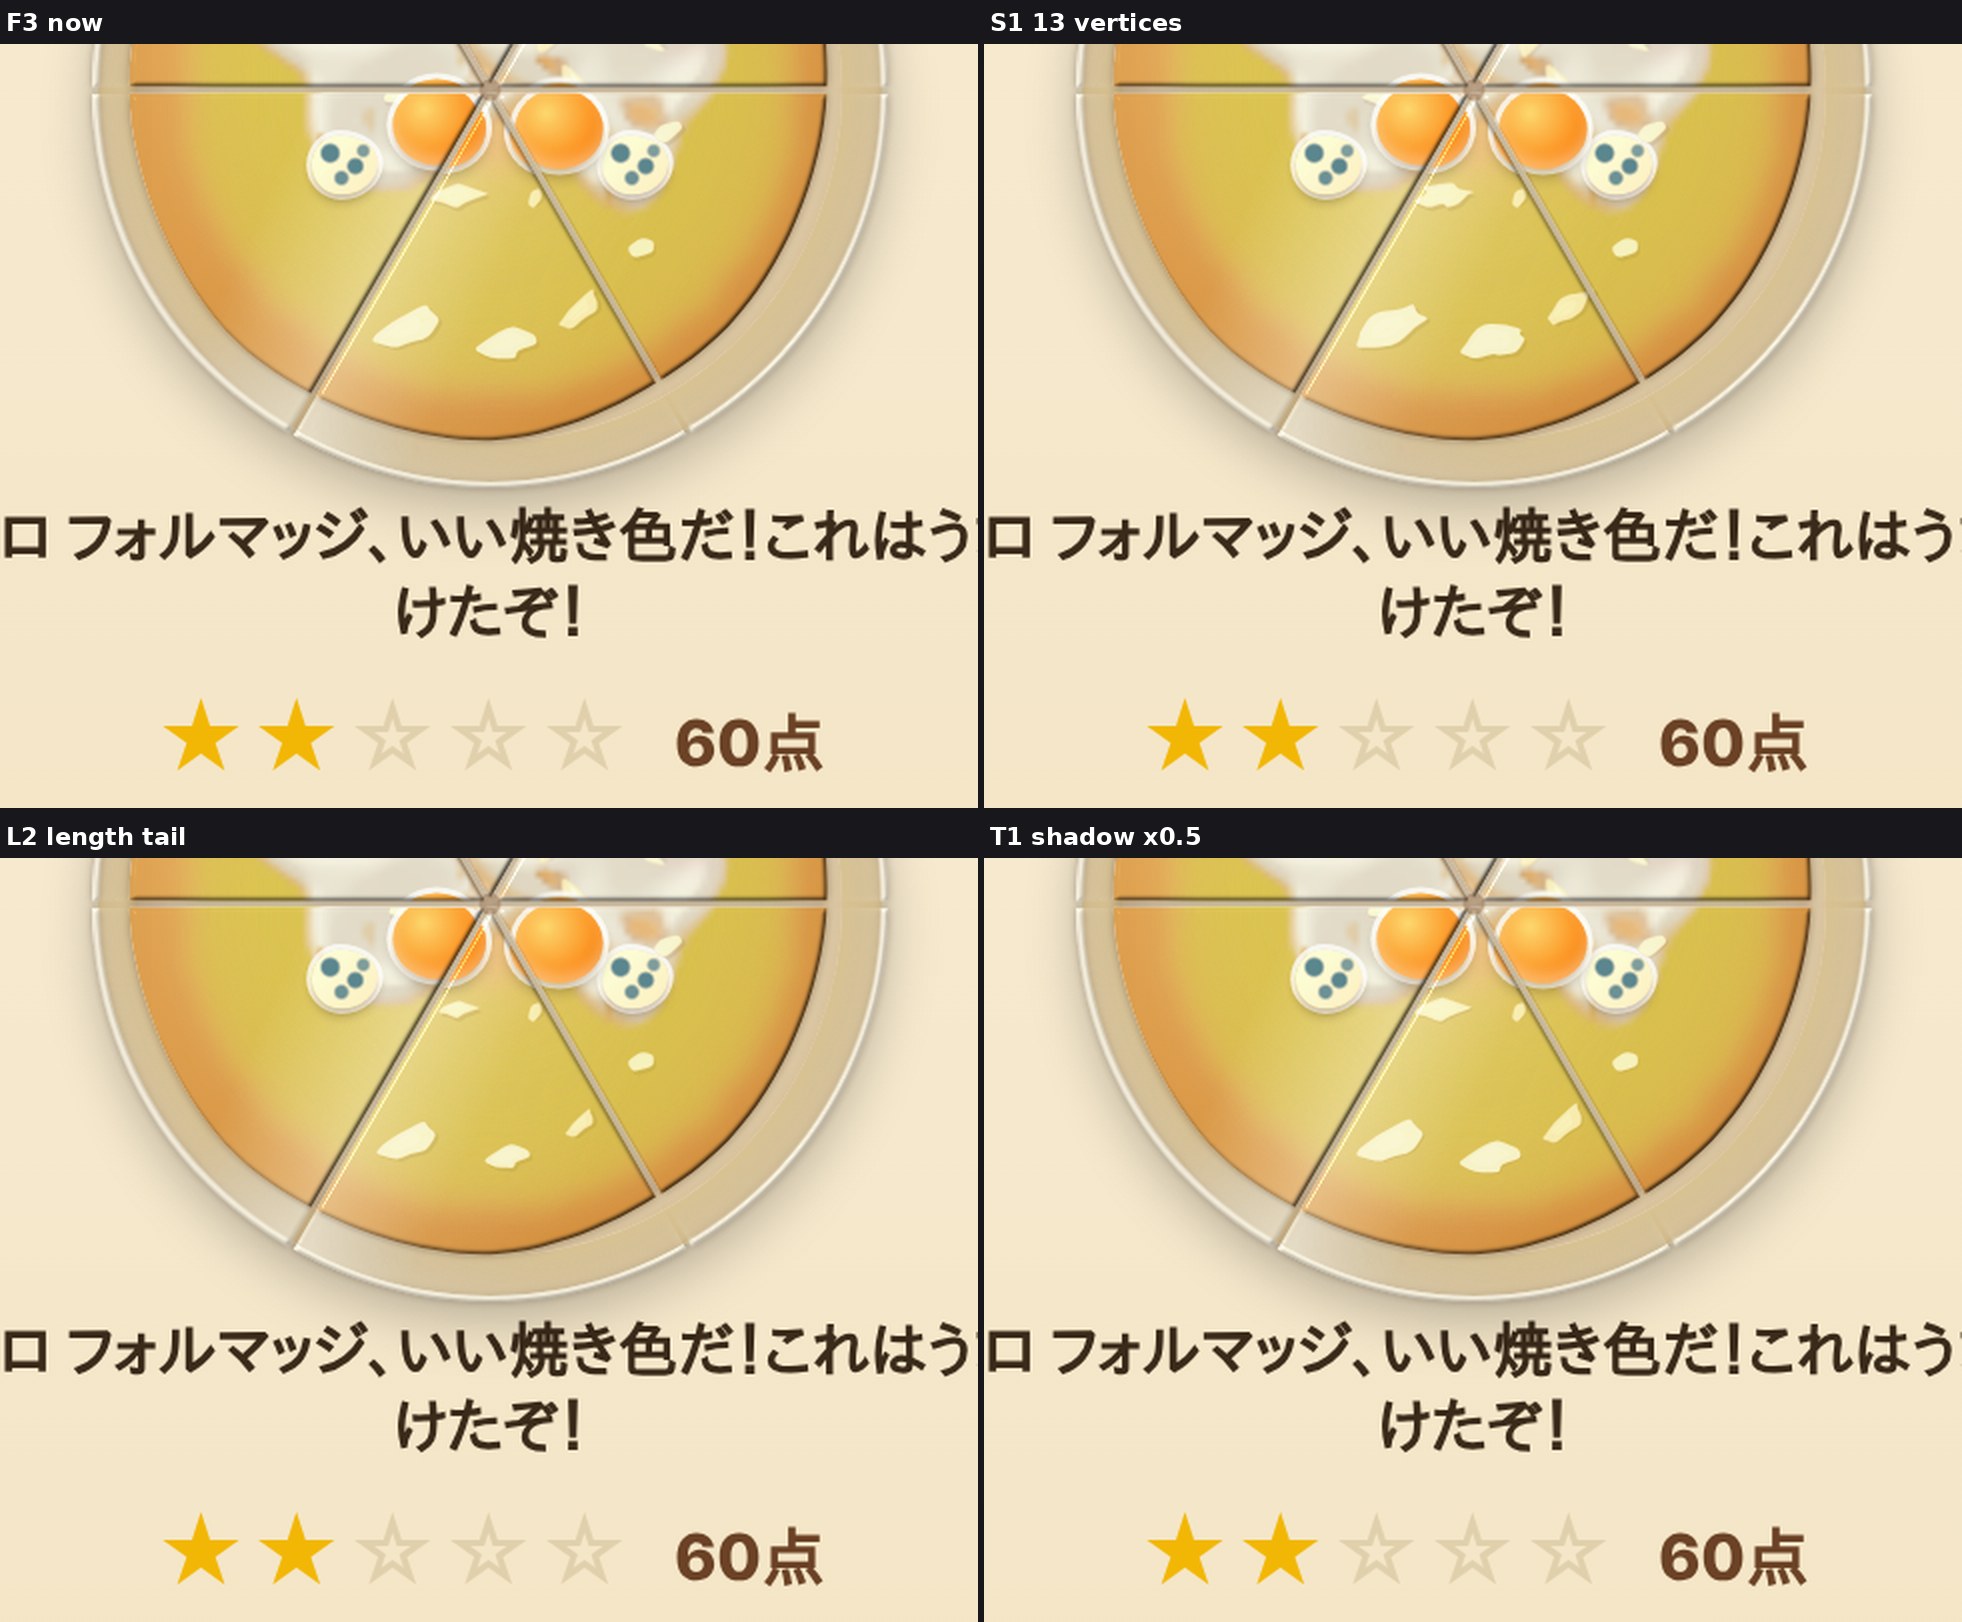 F3 now
ロ フォルマッジ、いい焼き色だ！これはう
けたぞ！
★★☆☆☆ 60点
S1 13 vertices
ロ フォルマッジ、いい焼き色だ！これはう
けたぞ！
★★☆☆☆ 60点
L2 length tail
ロ フォルマッジ、いい焼き色だ！これはう
けたぞ！
★★☆☆☆ 60点
T1 shadow x0.5
ロ フォルマッジ、いい焼き色だ！これはう
けたぞ！
★★☆☆☆ 60点